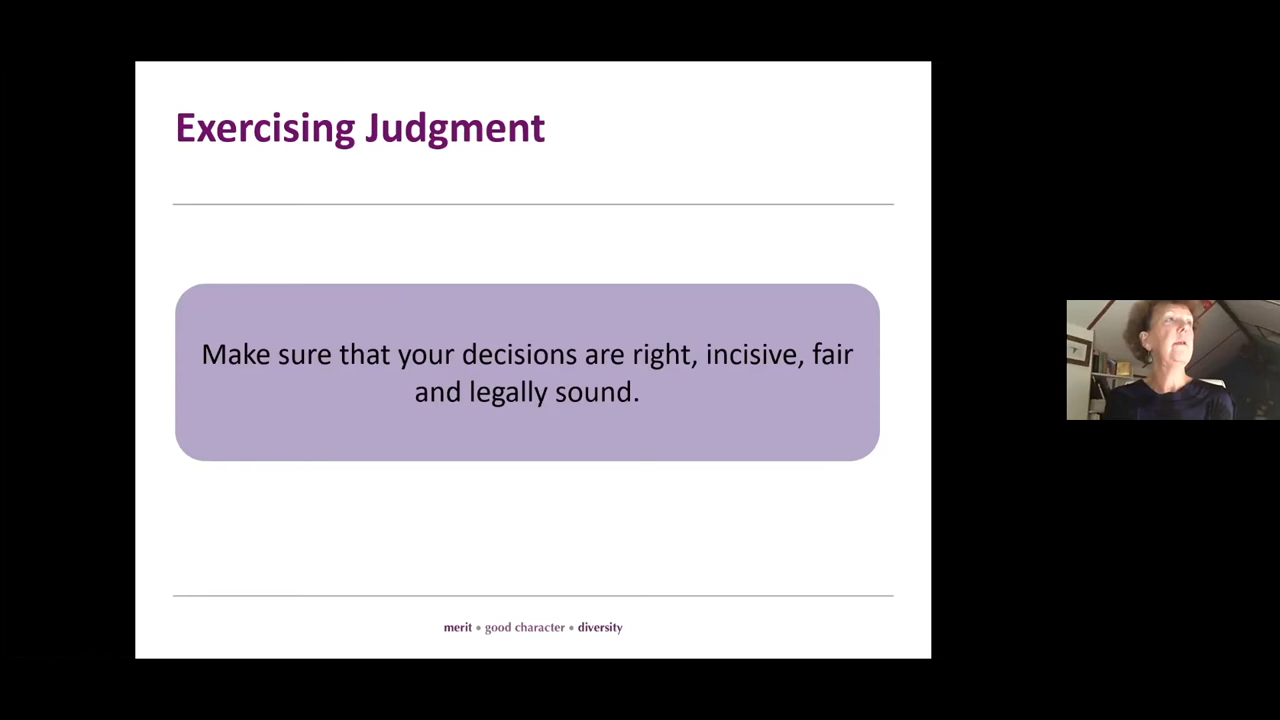 Exercising Judgment
Make sure that your decisions are right, incisive, fair
and legally sound.
merit • good character • diversity